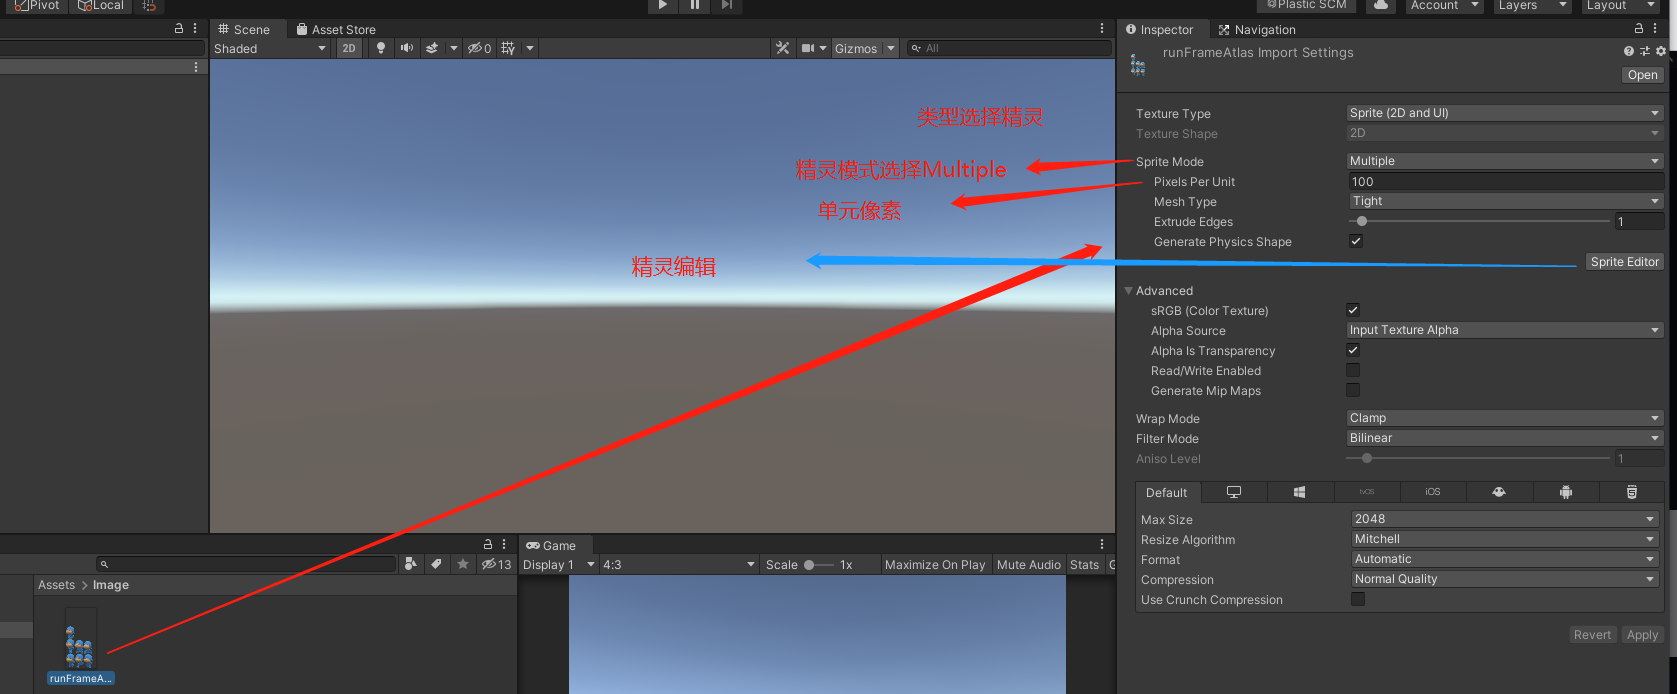 Pivot Local
Plastic SCM Account Layers Layout
Scene Asset Store
Shaded 2D 0 Gizmos All
类型选择精灵
精灵模式选择Multiple
单元像素
精灵编辑
Inspector Navigation
runFrameAtlas Import Settings
Open
Texture Type Sprite (2D and UI)
Texture Shape 2D
Sprite Mode Multiple
Pixels Per Unit 100
Mesh Type Tight
Extrude Edges 1
Generate Physics Shape
Sprite Editor
Advanced
sRGB (Color Texture)
Alpha Source Input Texture Alpha
Alpha Is Transparency
Read/Write Enabled
Generate Mip Maps
Wrap Mode Clamp
Filter Mode Bilinear
Aniso Level 1
Default tvOS iOS
Max Size 2048
Resize Algorithm Mitchell
Format Automatic
Compression Normal Quality
Use Crunch Compression
Revert Apply
13
Assets > Image
runFrameA...
Game
Display 1 4:3 Scale 1x Maximize On Play Mute Audio Stats G